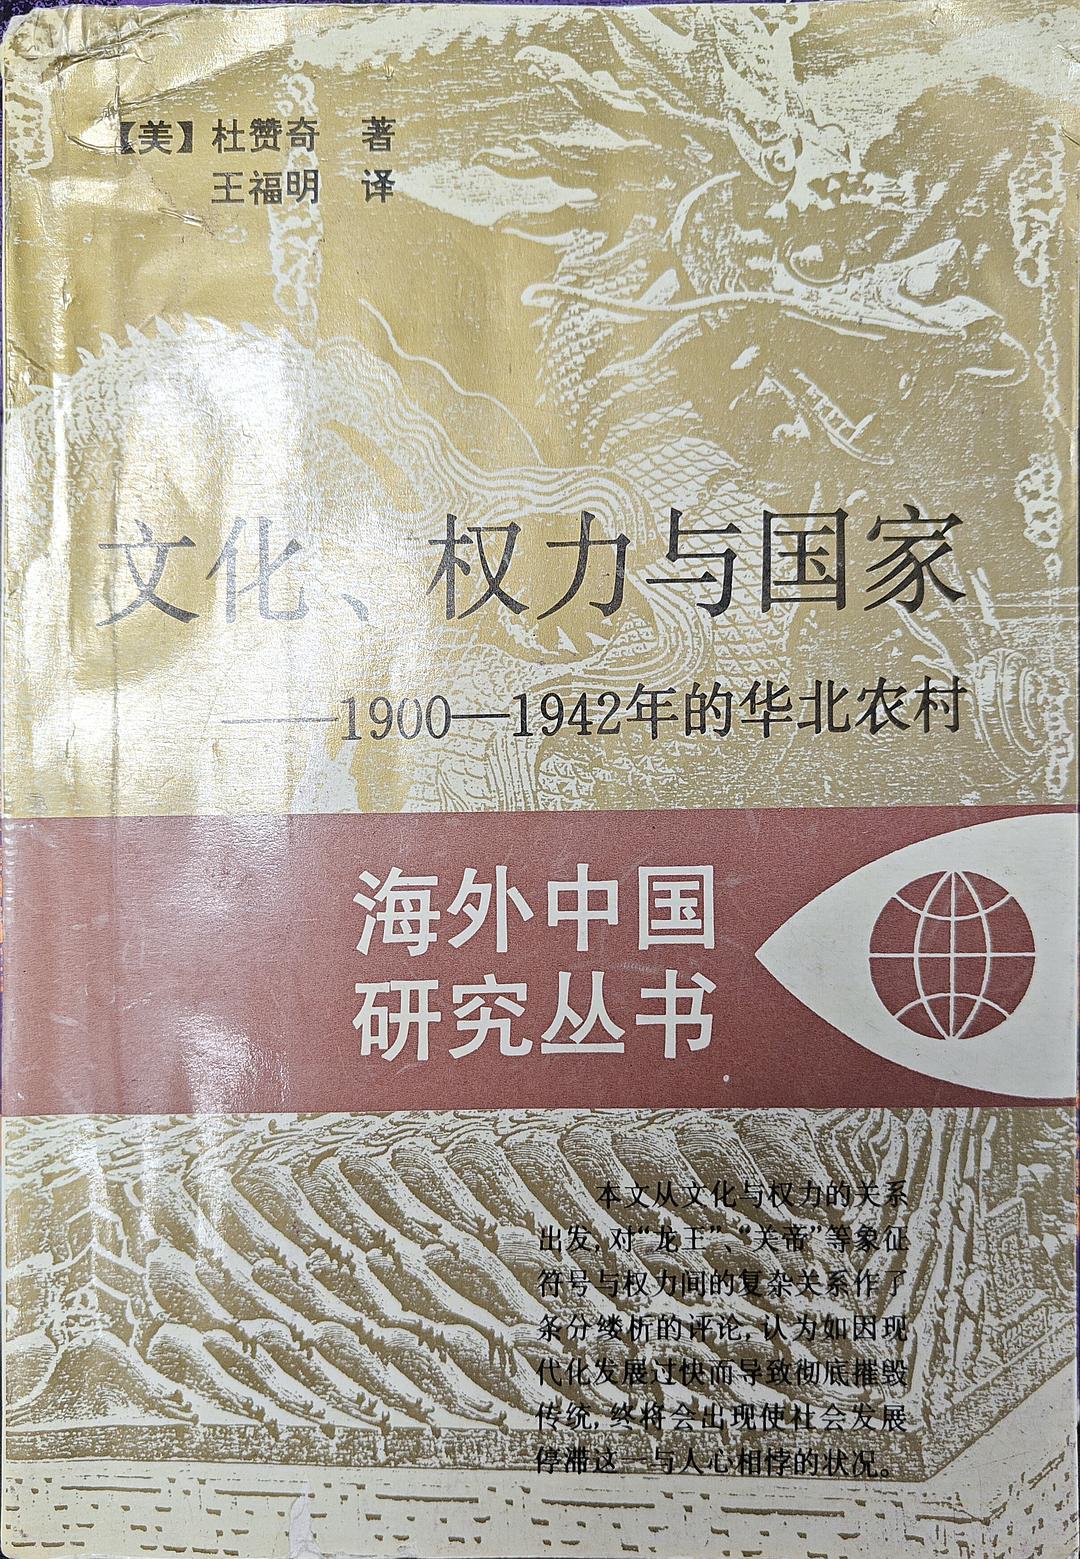 【美】杜赞奇 著
王福明 译
文化、权力与国家
——1900—1942年的华北农村
海外中国
研究丛书
本文从文化与权力的关系
出发,对“龙王”、“关帝”等象征
符号与权力间的复杂关系作了
条分缕析的评论,认为如因现
代化发展过快而导致彻底摧毁
传统,终将会出现使社会发展
停滞这一与人心相悖的状况。